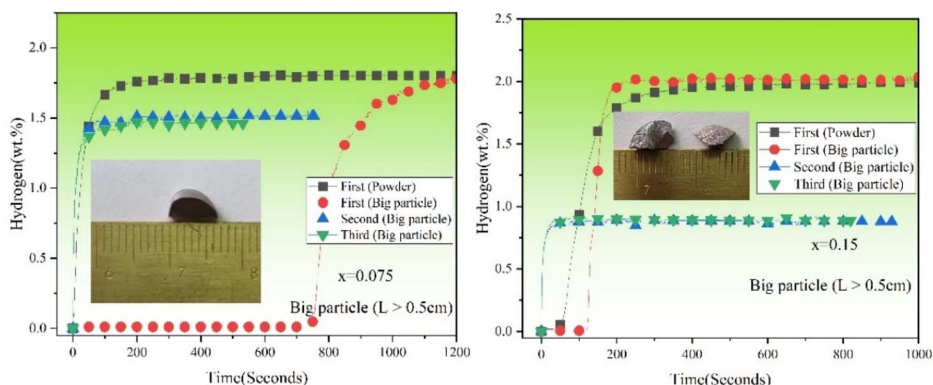 2.0
1.5
1.0
0.5
0.0
Hydrogen(wt.%)
First (Powder)
First (Big particle)
Second (Big particle)
Third (Big particle)
x=0.075
Big particle (L > 0.5cm)
6 7 8
0 200 400 600 800 1000 1200
Time(Seconds)
2.5
2.0
1.5
1.0
0.5
0.0
Hydrogen(wt.%)
7
First (Powder)
First (Big particle)
Second (Big particle)
Third (Big particle)
x=0.15
Big particle (L > 0.5cm)
0 200 400 600 800 1000
Time(Seconds)